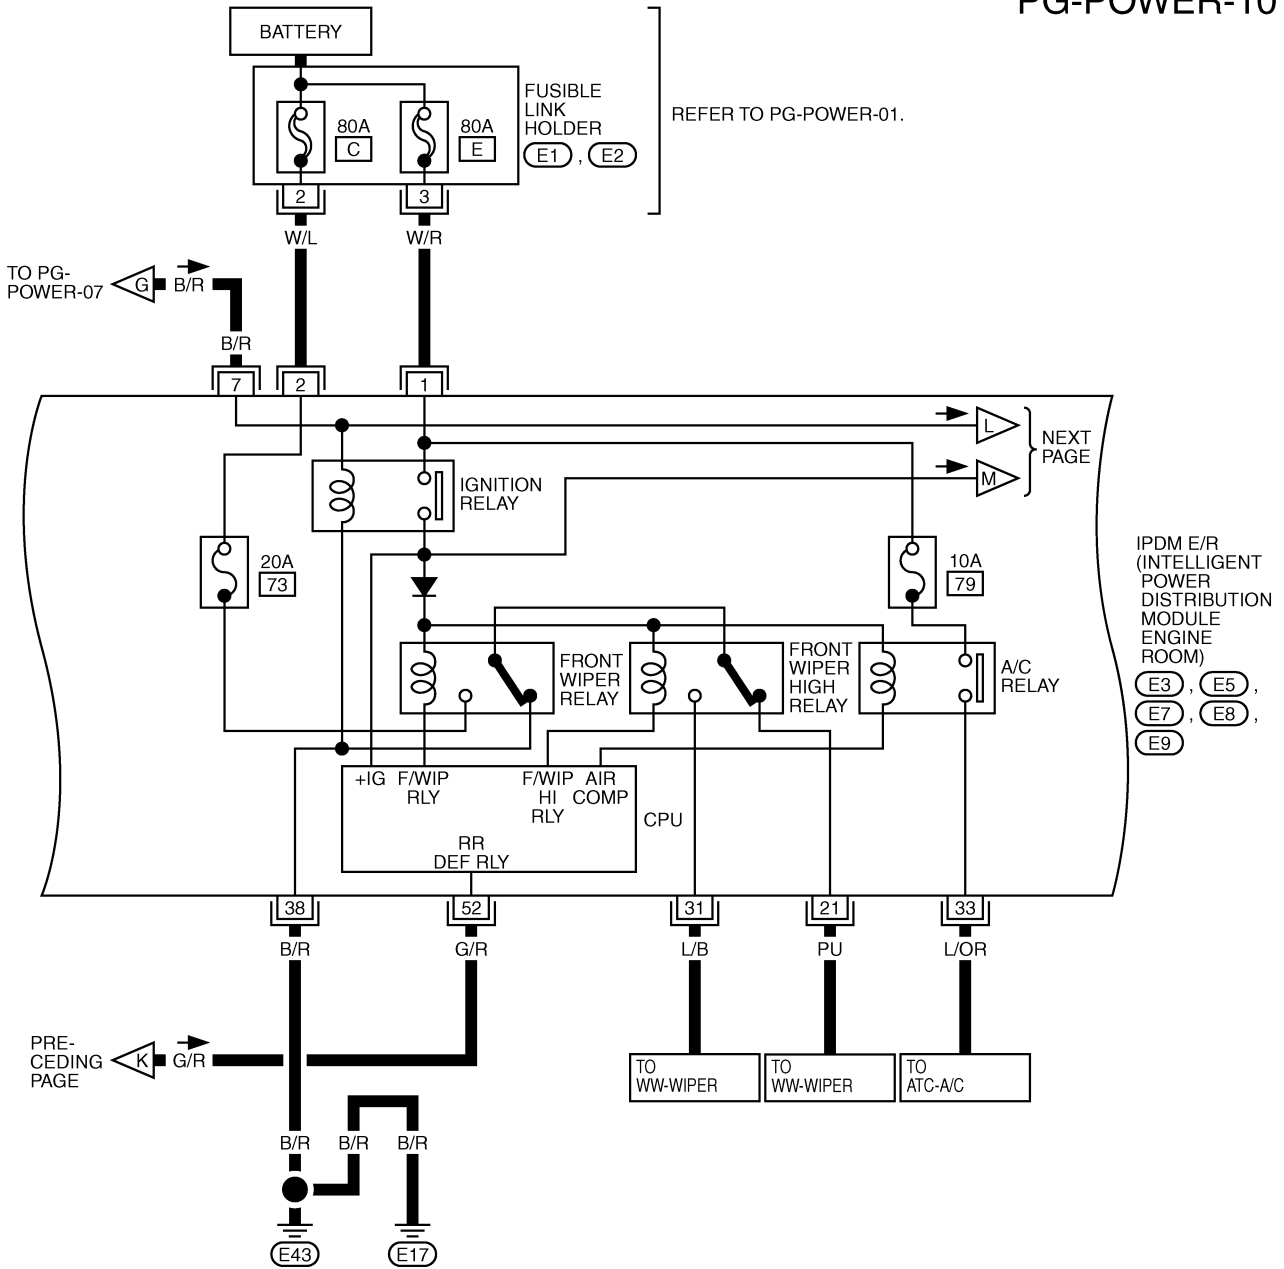 PG-POWER-10
BATTERY
FUSIBLE
LINK
HOLDER
80A
C
80A
E
E1 , E2
REFER TO PG-POWER-01.
2
3
W/L
W/R
TO PG-
POWER-07
G
B/R
B/R
7
2
1
L
NEXT
PAGE
M
IGNITION
RELAY
20A
73
10A
79
IPDM E/R
(INTELLIGENT
POWER
DISTRIBUTION
MODULE
ENGINE
ROOM)
E3 , E5 ,
E7 , E8 ,
E9
FRONT
WIPER
RELAY
FRONT
WIPER
HIGH
RELAY
A/C
RELAY
+IG
F/WIP
RLY
F/WIP
HI
RLY
AIR
COMP
CPU
RR
DEF RLY
38
52
31
21
33
B/R
G/R
L/B
PU
L/OR
PRE-
CEDING
PAGE
K
G/R
TO
WW-WIPER
TO
WW-WIPER
TO
ATC-A/C
B/R
B/R
B/R
E43
E17